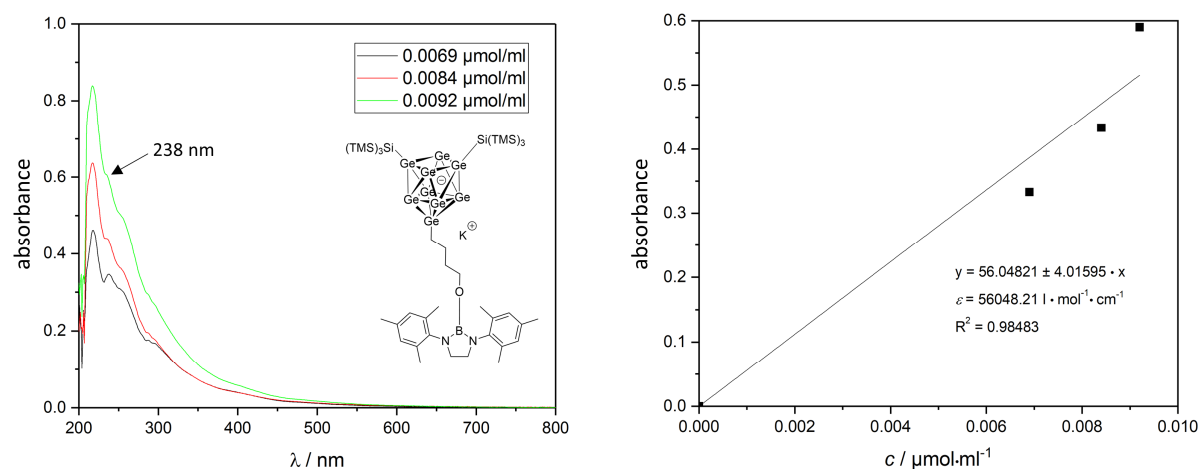 1.0
0.8
0.6
0.4
0.2
0.0
absorbance
200 300 400 500 600 700 800
λ / nm
0.0069 µmol/ml
0.0084 µmol/ml
0.0092 µmol/ml
238 nm
(TMS)₃Si
Si(TMS)₃
Ge
Ge
Ge
Ge
⊖
Ge
Ge
Ge
Ge
Ge
K⊕
O
B
N
N
0.6
0.5
0.4
0.3
0.2
0.1
0.0
absorbance
0.000 0.002 0.004 0.006 0.008 0.010
c / µmol·ml⁻¹
y = 56.04821 ± 4.01595 · x
ε = 56048.21 l · mol⁻¹ · cm⁻¹
R² = 0.98483